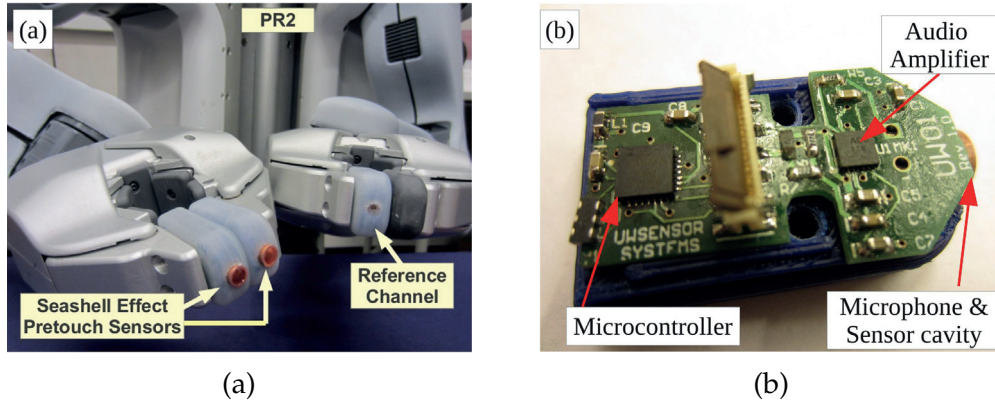 (a)
PR2
Reference
Channel
Seashell Effect
Pretouch Sensors
(b)
Audio
Amplifier
L1
C9
C8
C3
U1 MK1
C5
C4
C7
UWSENSOR
SYSTEMS
Microcontroller
Microphone &
Sensor cavity
(a)
(b)